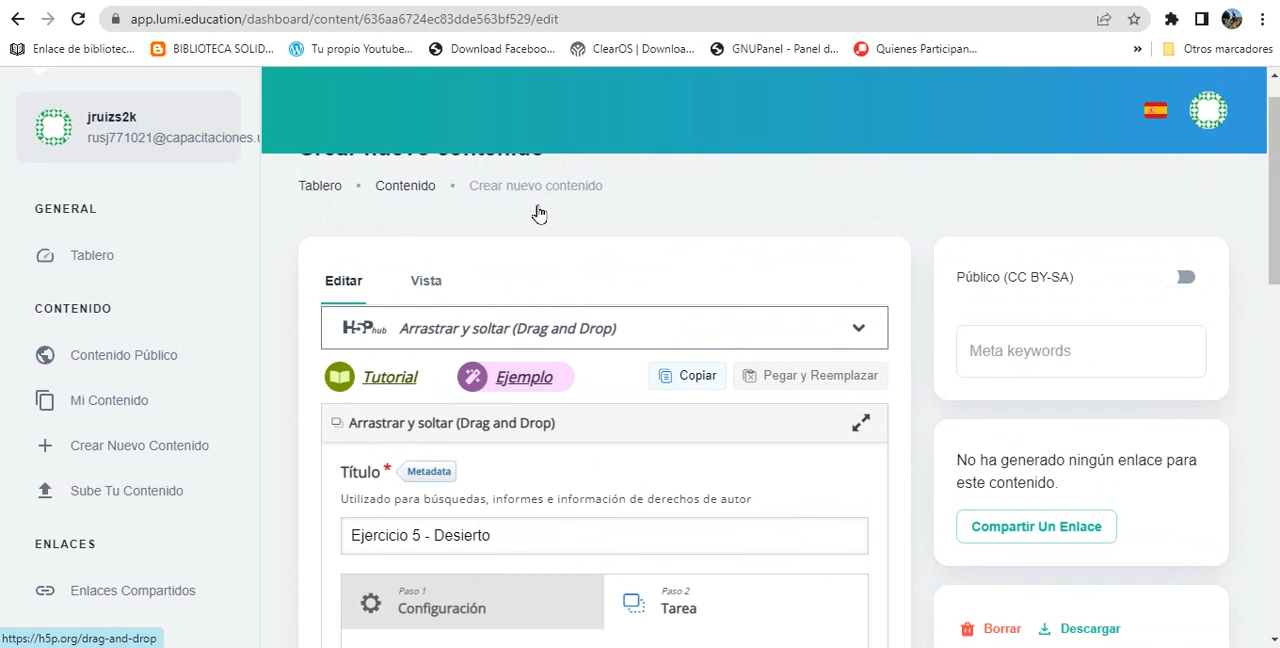 app.lumi.education/dashboard/content/636aa6724ec83dde563bf529/edit
Enlace de bibliotec...
BIBLIOTECA SOLID...
Tu propio Youtube...
Download Faceboo...
ClearOS | Downloa...
GNUPanel - Panel d...
Quienes Participan...
»
Otros marcadores
jruizs2k
rusj771021@capacitaciones.u
GENERAL
Tablero
CONTENIDO
Contenido Público
Mi Contenido
Crear Nuevo Contenido
Sube Tu Contenido
ENLACES
Enlaces Compartidos
https://h5p.org/drag-and-drop
Crear nuevo contenido
Tablero • Contenido • Crear nuevo contenido
Editar Vista
H5P hub Arrastrar y soltar (Drag and Drop)
Tutorial Ejemplo Copiar Pegar y Reemplazar
Arrastrar y soltar (Drag and Drop)
Título * Metadata
Utilizado para búsquedas, informes e información de derechos de autor
Ejercicio 5 - Desierto
Paso 1
Configuración
Paso 2
Tarea
Público (CC BY-SA)
Meta keywords
No ha generado ningún enlace para
este contenido.
Compartir Un Enlace
Borrar Descargar